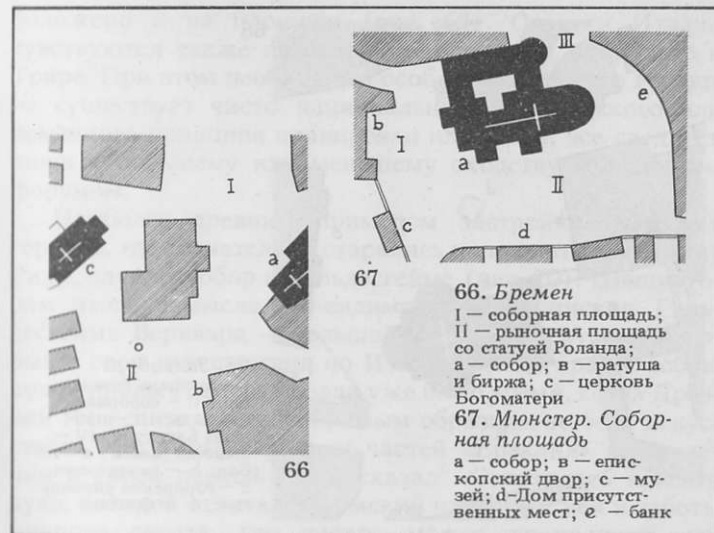 I
II
a
b
c
66
I
II
III
b
c
d
e
67
66. Бремен
I — соборная площадь;
II — рыночная площадь
со статуей Роланда;
а — собор; в — ратуша
и биржа; с — церковь
Богоматери
67. Мюнстер. Собор-
ная площадь
а — собор; в — епис-
копский двор; с — му-
зей; d–Дом присутст-
венных мест; е — банк